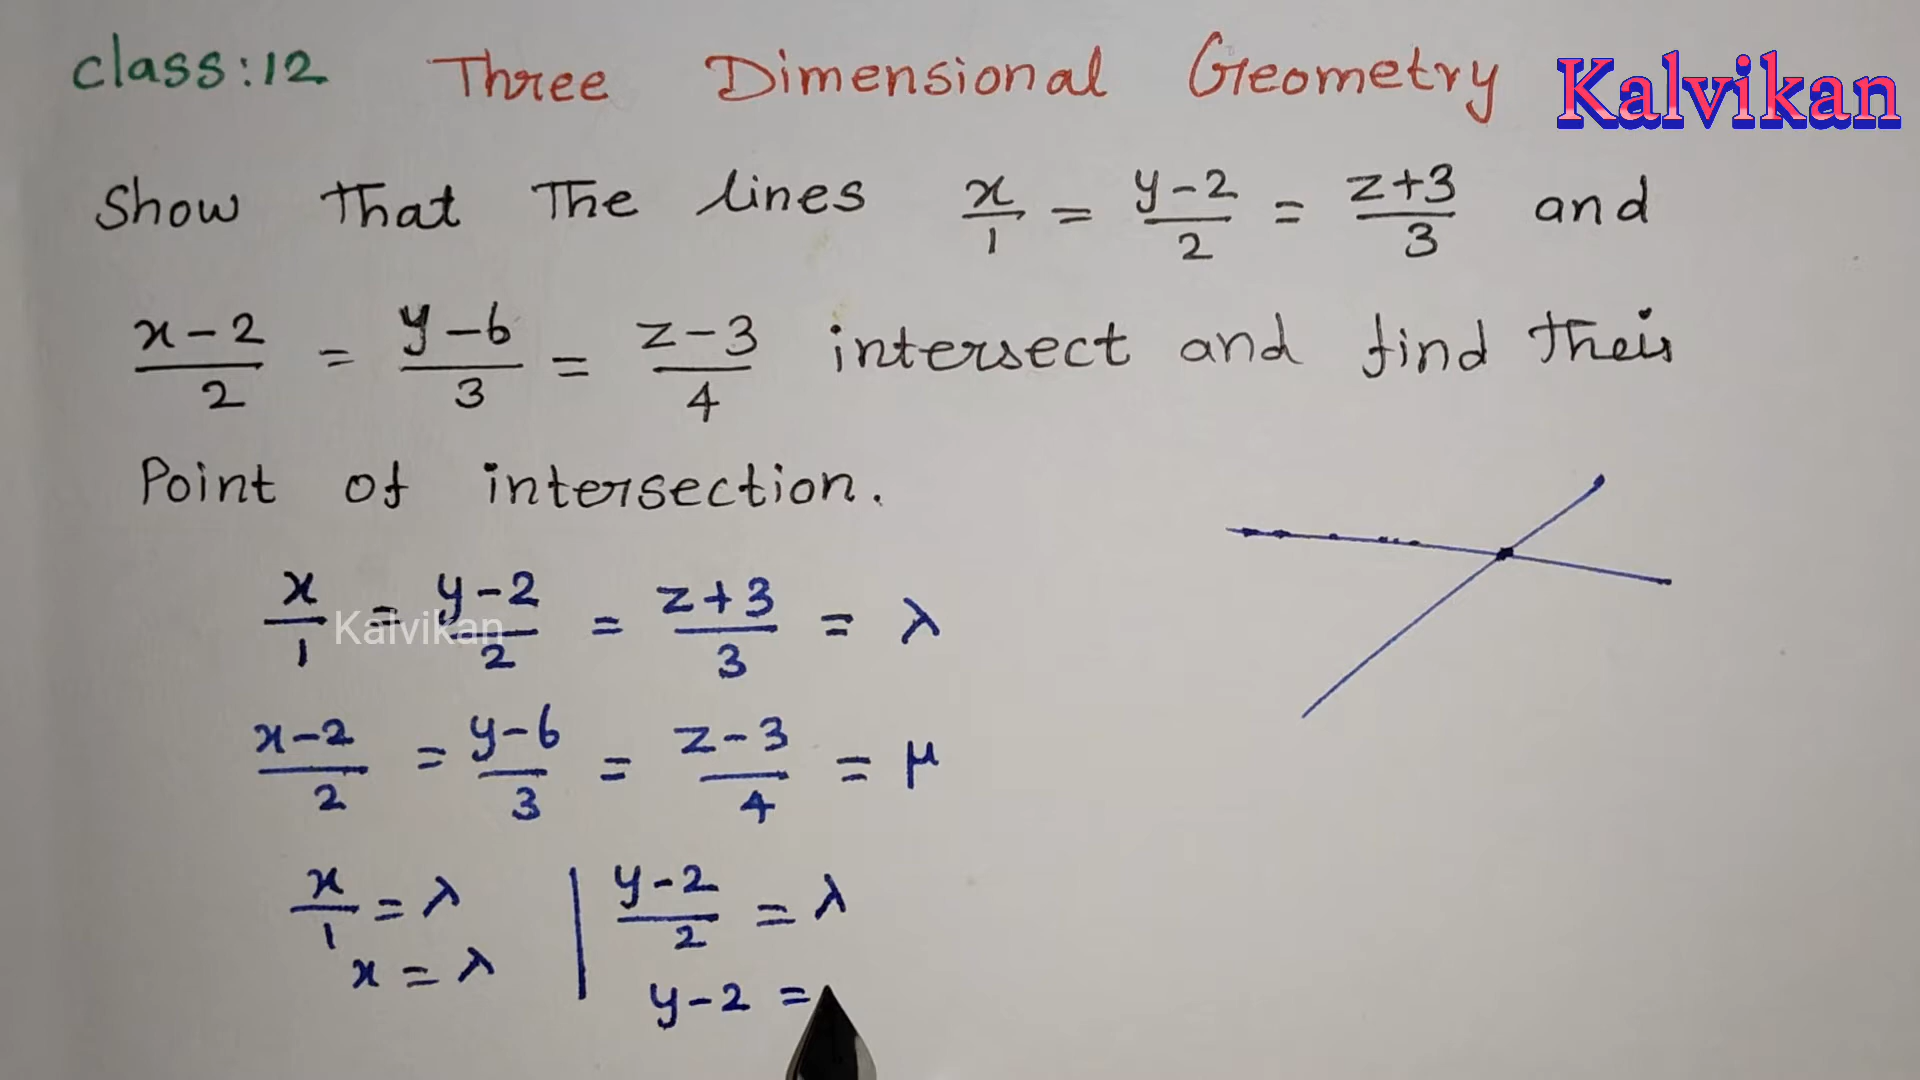 class:12 Three Dimensional Geometry Kalvikan
Show that the lines x/1 = y-2/2 = z+3/3 and
x-2/2 = y-6/3 = z-3/4 intersect and find their
Point of intersection.
x/1 = y-2/2 = z+3/3 = λ
Kalvikan
x-2/2 = y-6/3 = z-3/4 = μ
x/1 = λ | y-2/2 = λ
x = λ | y-2 =